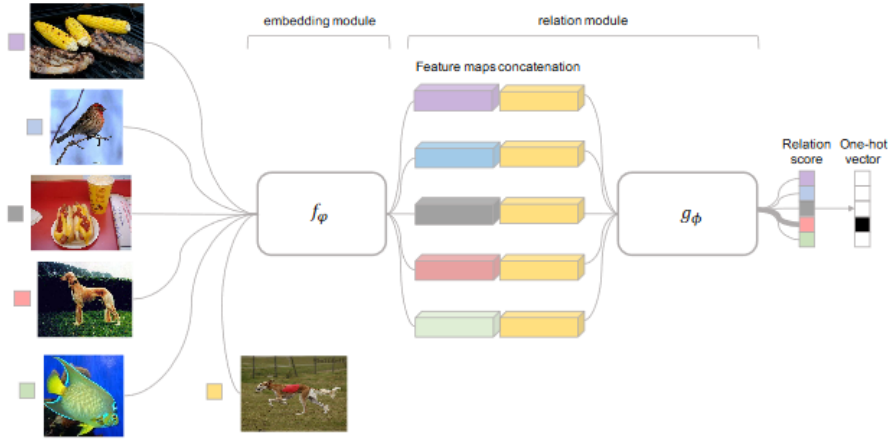 embedding module
relation module
Feature maps concatenation
Relation
score
One-hot
vector
fφ
gϕ